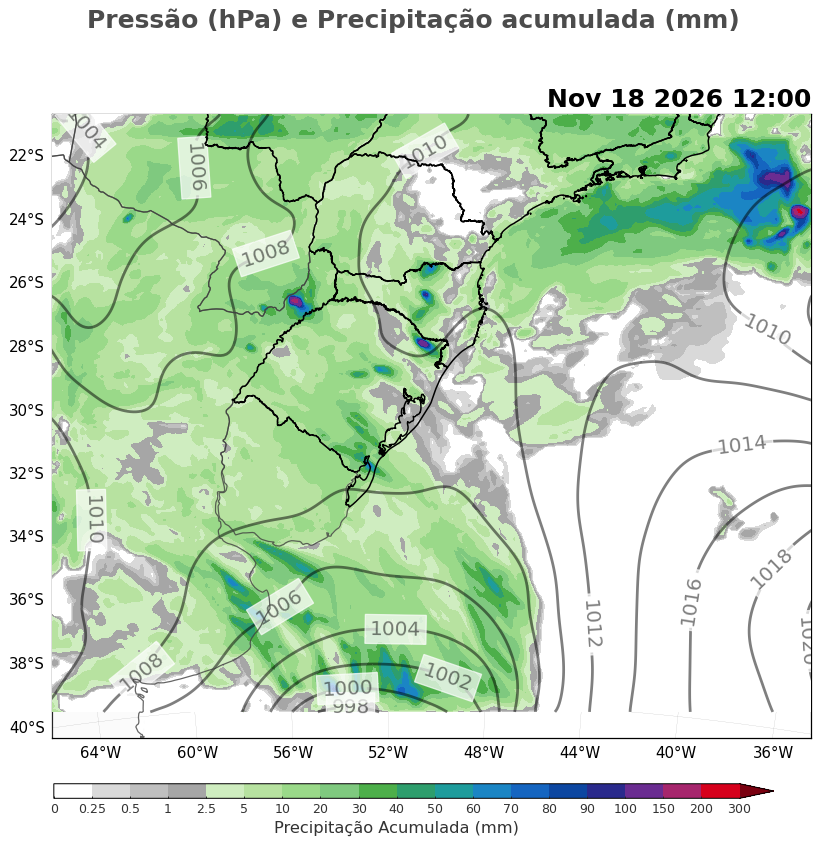 Pressão (hPa) e Precipitação acumulada (mm)
Nov 18 2026 12:00
1004
1006
1010
1008
1010
1014
1010
1018
1016
1006
1012
1004
1020
1008
1002
1000
998
22°S
24°S
26°S
28°S
30°S
32°S
34°S
36°S
38°S
40°S
64°W 60°W 56°W 52°W 48°W 44°W 40°W 36°W
0 0.25 0.5 1 2.5 5 10 20 30 40 50 60 70 80 90 100 150 200 300
Precipitação Acumulada (mm)